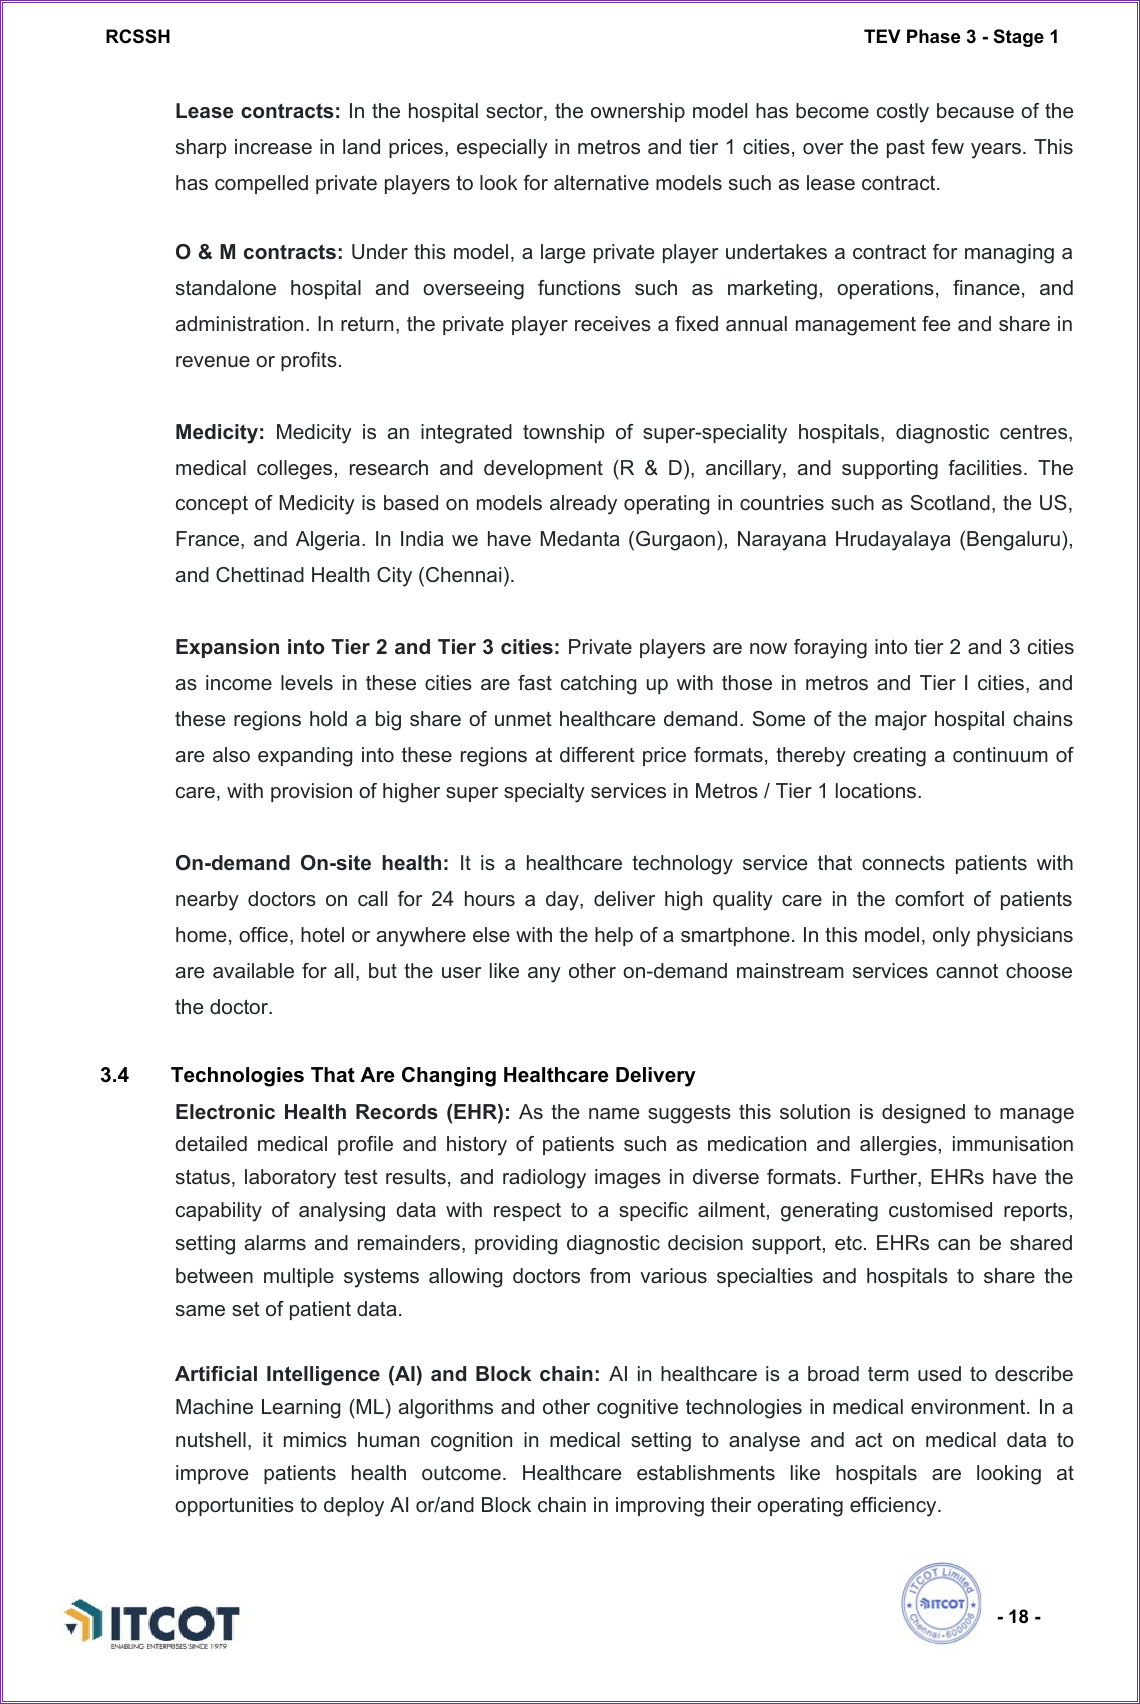 RCSSH TEV Phase 3 - Stage 1
Lease contracts: In the hospital sector, the ownership model has become costly because of the
sharp increase in land prices, especially in metros and tier 1 cities, over the past few years. This
has compelled private players to look for alternative models such as lease contract.
O & M contracts: Under this model, a large private player undertakes a contract for managing a
standalone hospital and overseeing functions such as marketing, operations, finance, and
administration. In return, the private player receives a fixed annual management fee and share in
revenue or profits.
Medicity: Medicity is an integrated township of super-speciality hospitals, diagnostic centres,
medical colleges, research and development (R & D), ancillary, and supporting facilities. The
concept of Medicity is based on models already operating in countries such as Scotland, the US,
France, and Algeria. In India we have Medanta (Gurgaon), Narayana Hrudayalaya (Bengaluru),
and Chettinad Health City (Chennai).
Expansion into Tier 2 and Tier 3 cities: Private players are now foraying into tier 2 and 3 cities
as income levels in these cities are fast catching up with those in metros and Tier I cities, and
these regions hold a big share of unmet healthcare demand. Some of the major hospital chains
are also expanding into these regions at different price formats, thereby creating a continuum of
care, with provision of higher super specialty services in Metros / Tier 1 locations.
On-demand On-site health: It is a healthcare technology service that connects patients with
nearby doctors on call for 24 hours a day, deliver high quality care in the comfort of patients
home, office, hotel or anywhere else with the help of a smartphone. In this model, only physicians
are available for all, but the user like any other on-demand mainstream services cannot choose
the doctor.
3.4 Technologies That Are Changing Healthcare Delivery
Electronic Health Records (EHR): As the name suggests this solution is designed to manage
detailed medical profile and history of patients such as medication and allergies, immunisation
status, laboratory test results, and radiology images in diverse formats. Further, EHRs have the
capability of analysing data with respect to a specific ailment, generating customised reports,
setting alarms and remainders, providing diagnostic decision support, etc. EHRs can be shared
between multiple systems allowing doctors from various specialties and hospitals to share the
same set of patient data.
Artificial Intelligence (AI) and Block chain: AI in healthcare is a broad term used to describe
Machine Learning (ML) algorithms and other cognitive technologies in medical environment. In a
nutshell, it mimics human cognition in medical setting to analyse and act on medical data to
improve patients health outcome. Healthcare establishments like hospitals are looking at
opportunities to deploy AI or/and Block chain in improving their operating efficiency.
ITCOT
ENABLING ENTERPRISES SINCE 1979
ITCOT Limited
ITCOT
Chennai - 600006
- 18 -